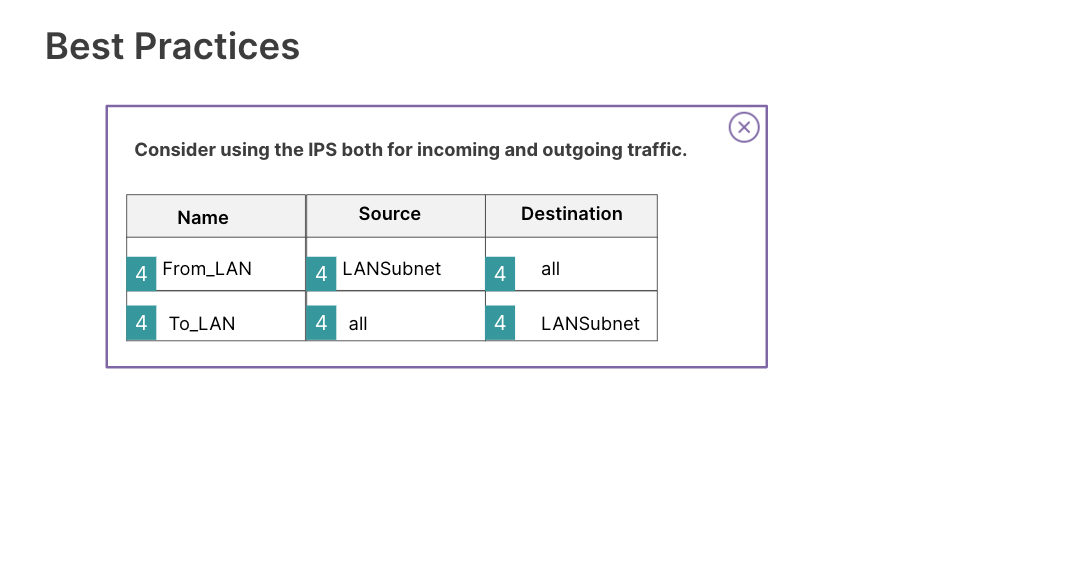 Best Practices
Consider using the IPS both for incoming and outgoing traffic.
Name Source Destination
4 From_LAN 4 LANSubnet 4 all
4 To_LAN 4 all 4 LANSubnet